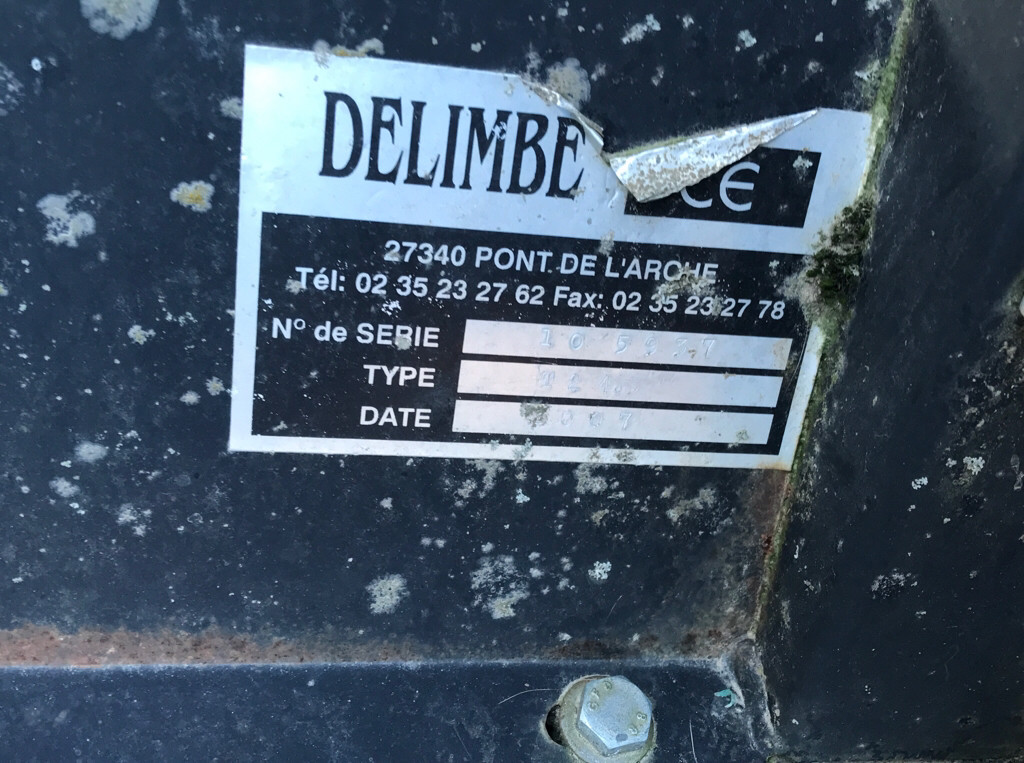 DELIMBE
CE
27340 PONT DE L'ARCHE
Tél: 02 35 23 27 62 Fax: 02 35 23 27 78
N° de SERIE
TYPE
DATE